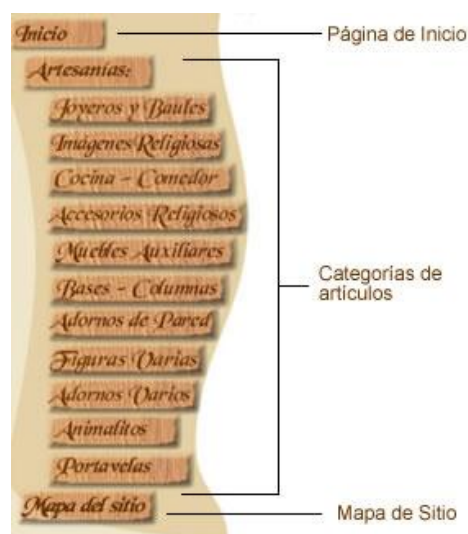 Inicio
Página de Inicio
Artesanías:
Joyeros y Baules
Imágenes Religiosas
Cocina - Comedor
Accesorios Religiosos
Muebles Auxiliares
Categorías de
artículos
Bases - Columnas
Adornos de Pared
Figuras Varias
Adornos Varios
Animalitos
Portavelas
Mapa del sitio
Mapa de Sitio